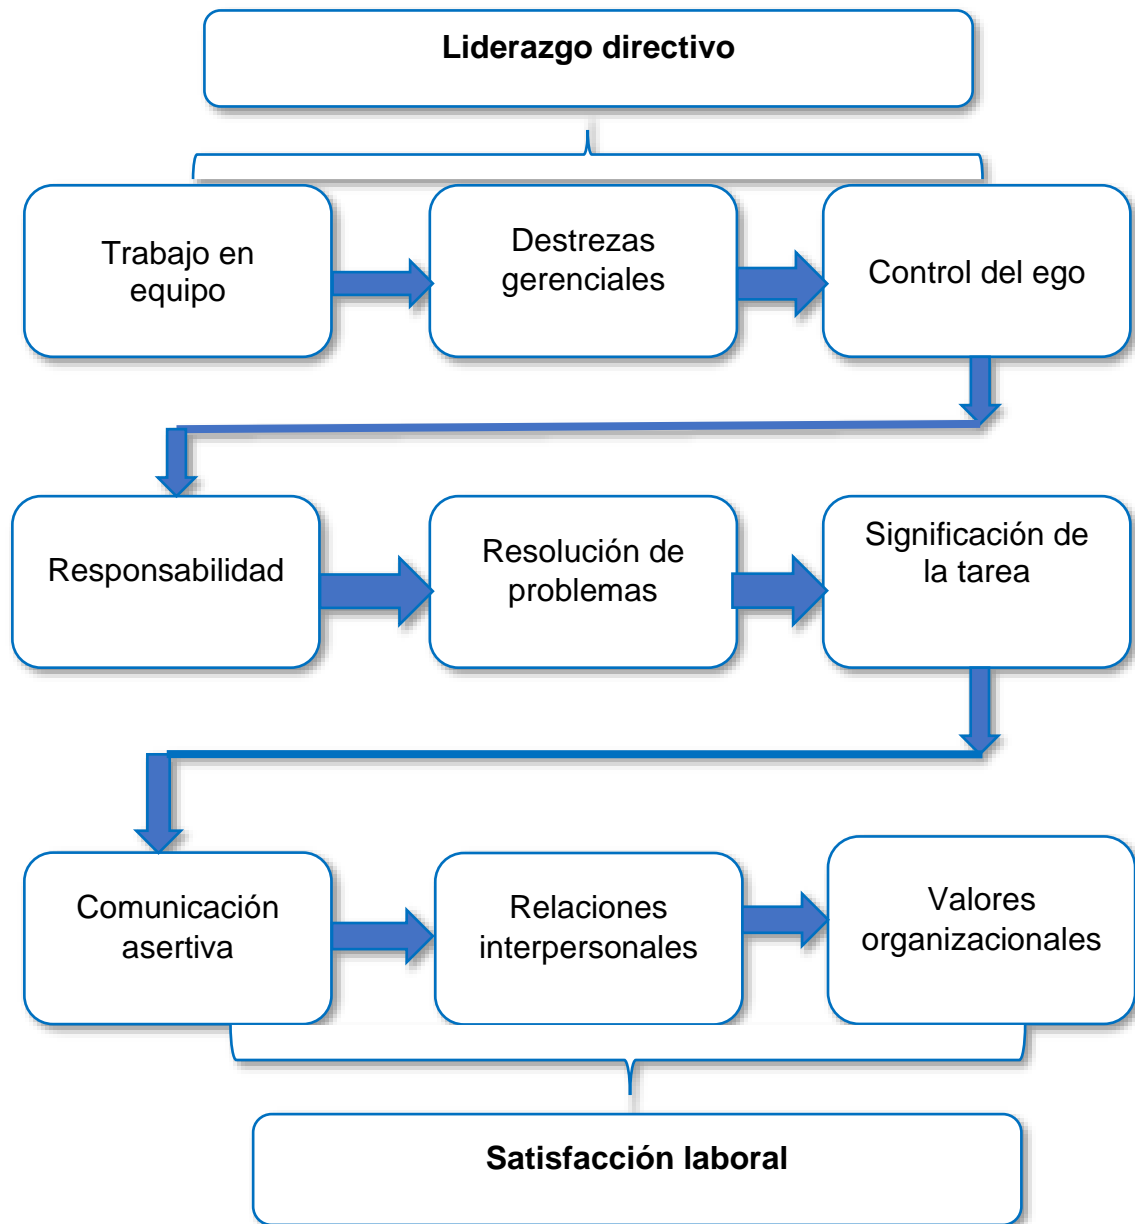 Liderazgo directivo
Trabajo en
equipo
Destrezas
gerenciales
Control del ego
Responsabilidad
Resolución de
problemas
Significación de
la tarea
Comunicación
asertiva
Relaciones
interpersonales
Valores
organizacionales
Satisfacción laboral